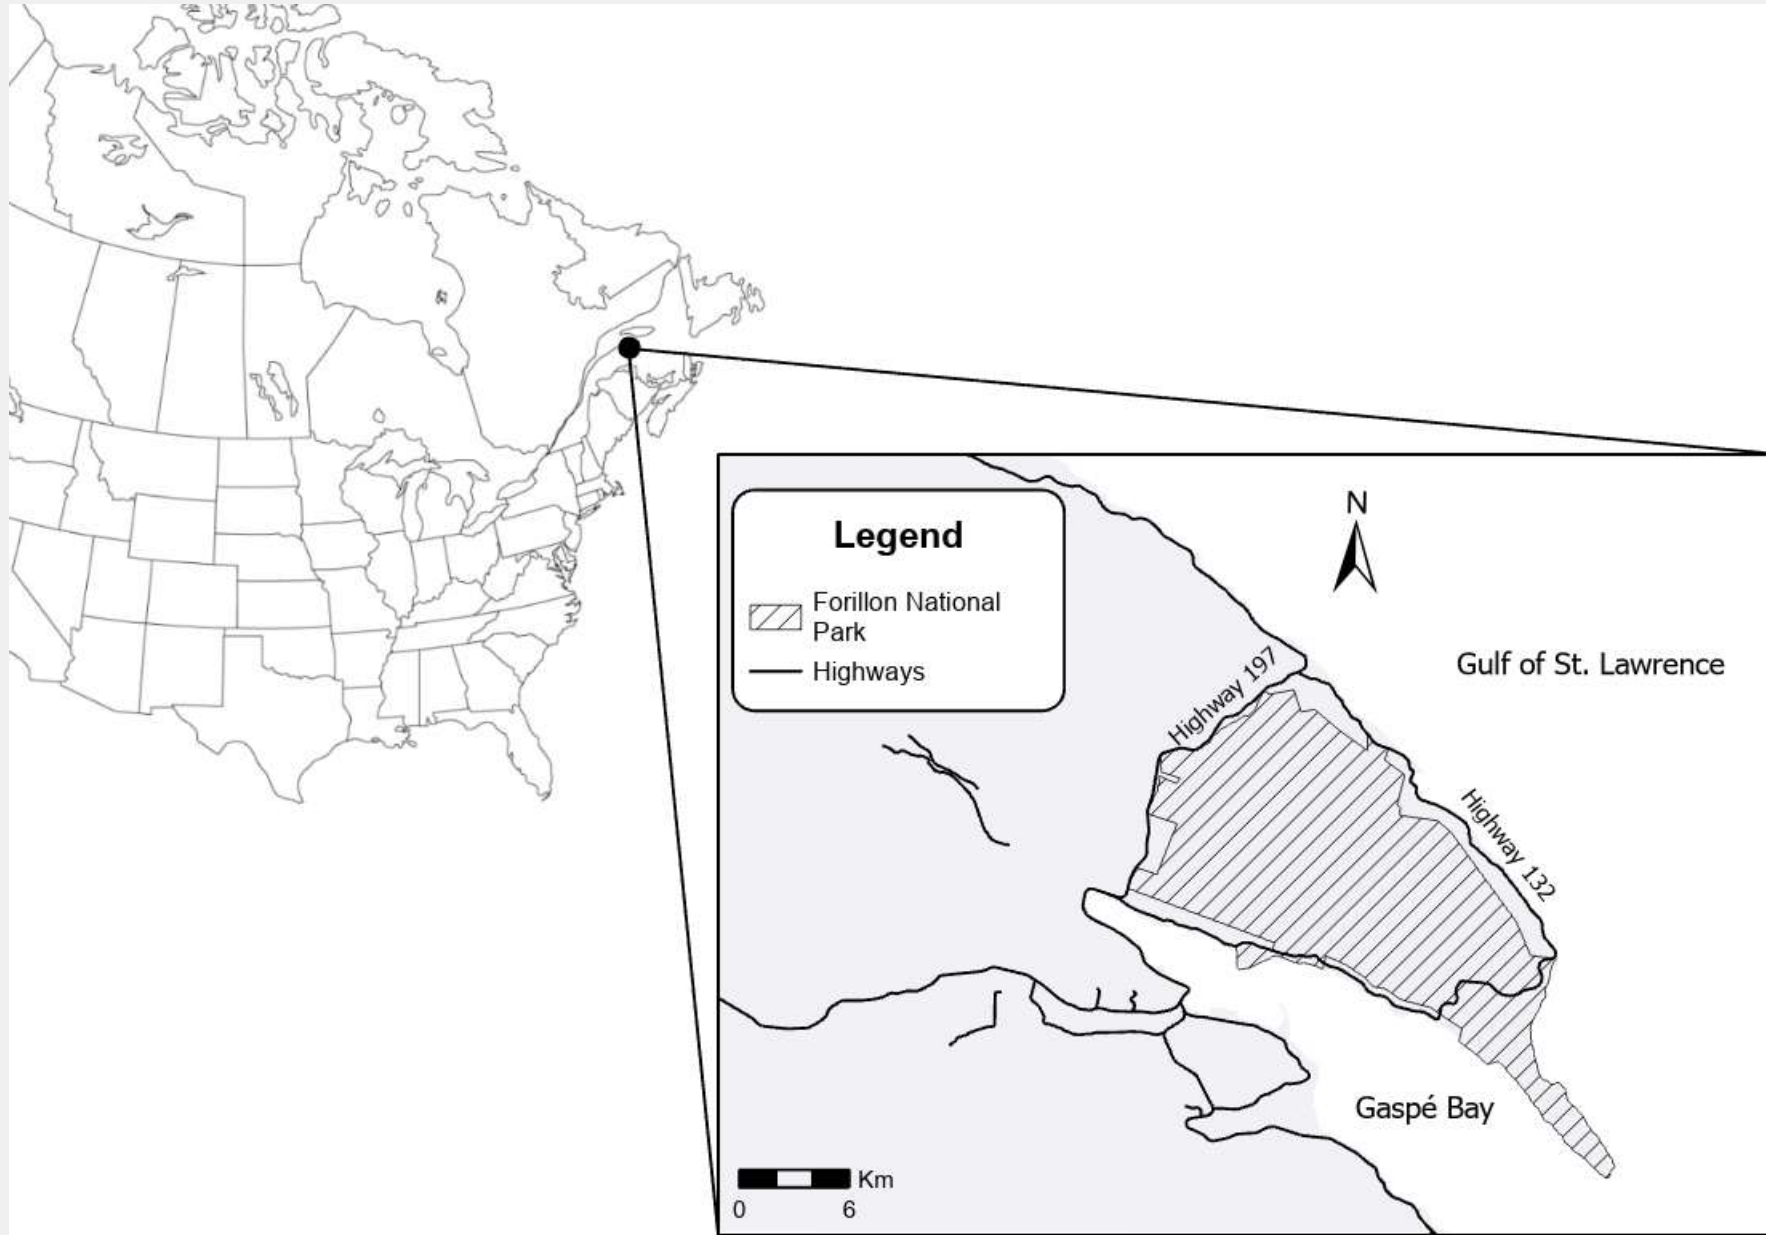 Legend
Forillon National
Park
Highways
N
Gulf of St. Lawrence
Highway 197
Highway 132
Gaspé Bay
Km
0 6